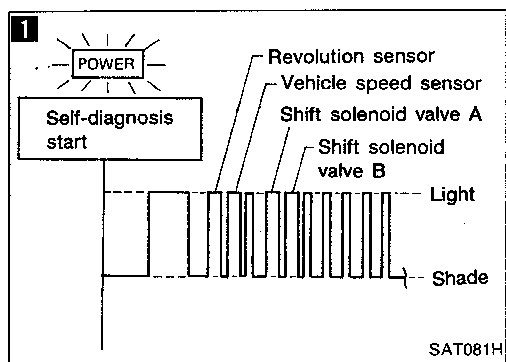 1
POWER
Self-diagnosis
start
Revolution sensor
Vehicle speed sensor
Shift solenoid valve A
Shift solenoid
valve B
Light
Shade
SAT081H